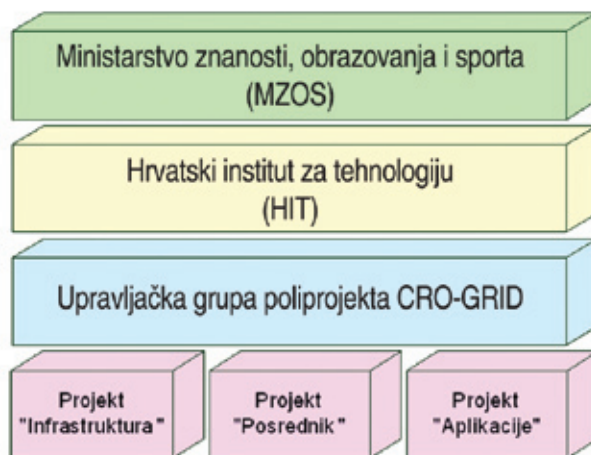 Ministarstvo znanosti, obrazovanja i sporta
(MZOS)
Hrvatski institut za tehnologiju
(HIT)
Upravljačka grupa poliprojekta CRO-GRID
Projekt
"Infrastruktura"
Projekt
"Posrednik"
Projekt
"Aplikacije"